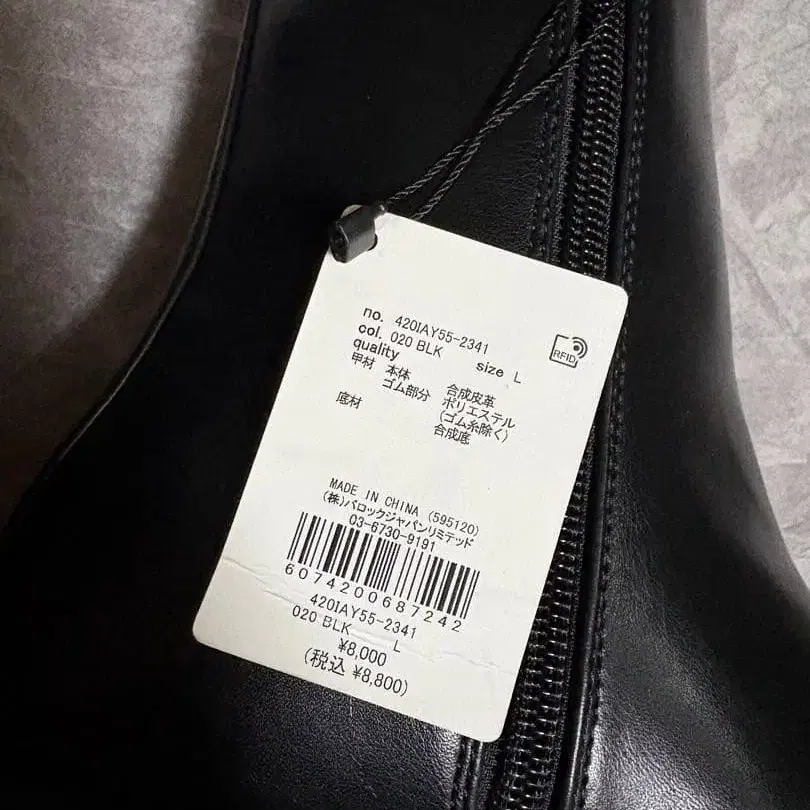 no. 420IAY55-2341
col. 020 BLK size L
quality
甲材 本体 合成皮革
ゴム部分 ポリエステル
(ゴム糸除く)
底材 合成底
RFID
MADE IN CHINA (595120)
(株)バロックジャパンリミテッド
03-6730-9191
6074200687242
420IAY55-2341
020 BLK L
¥8,000
(税込 ¥8,800)